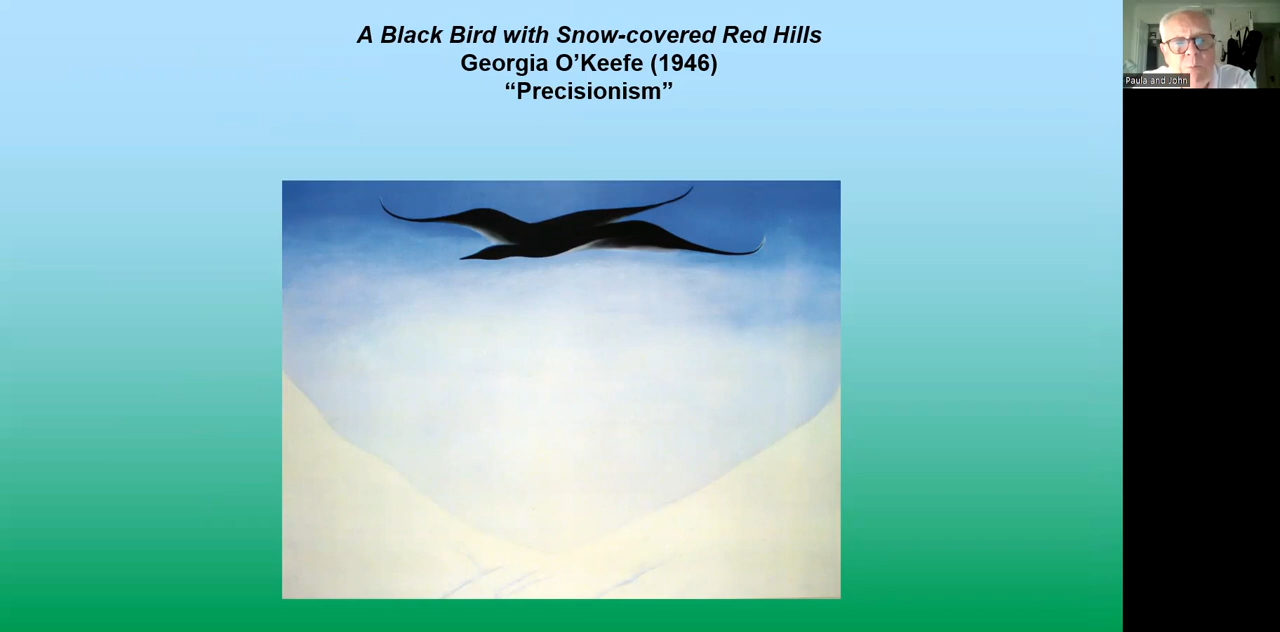 A Black Bird with Snow-covered Red Hills
Georgia O’Keefe (1946)
“Precisionism”
Paula and John